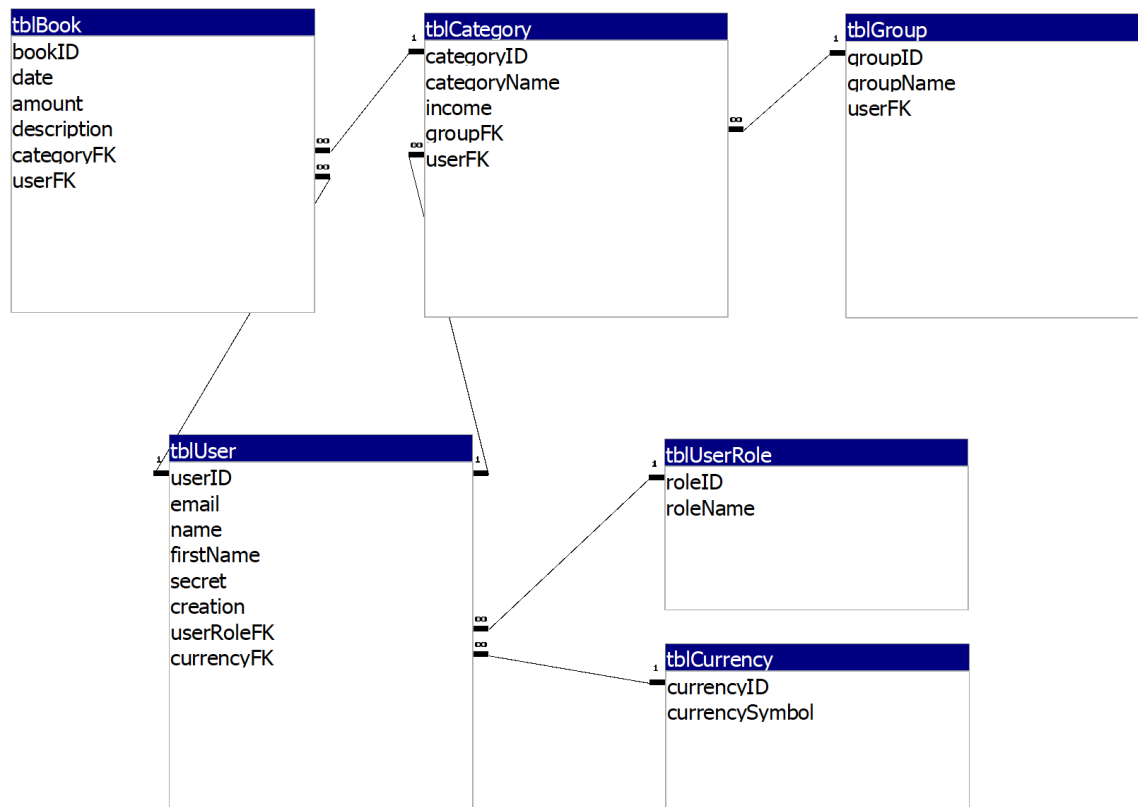 tblBook
bookID
date
amount
description
categoryFK
userFK
∞
∞
tblCategory
1
categoryID
categoryName
income
groupFK
userFK
∞
∞
tblGroup
1
groupID
groupName
userFK
tblUser
1
1
userID
email
name
firstName
secret
creation
userRoleFK
currencyFK
∞
∞
tblUserRole
1
roleID
roleName
tblCurrency
1
currencyID
currencySymbol